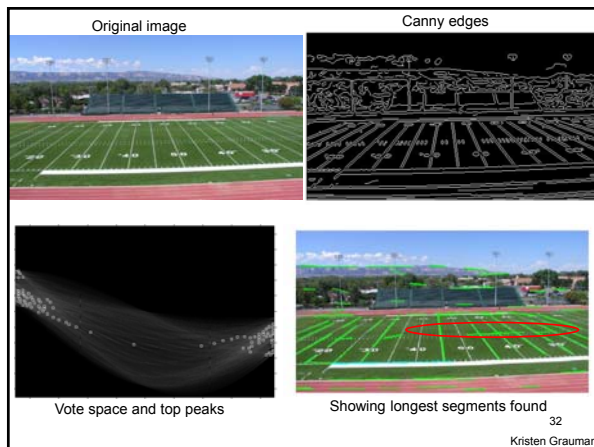 Original image
Canny edges
Vote space and top peaks
Showing longest segments found
32
Kristen Grauman